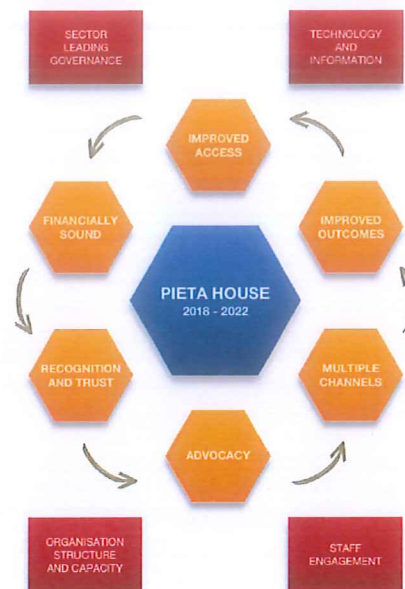 SECTOR
LEADING
GOVERNANCE
TECHNOLOGY
AND
INFORMATION
IMPROVED
ACCESS
FINANCIALLY
SOUND
IMPROVED
OUTCOMES
PIETA HOUSE
2018 - 2022
RECOGNITION
AND TRUST
MULTIPLE
CHANNELS
ADVOCACY
ORGANISATION
STRUCTURE
AND CAPACITY
STAFF
ENGAGEMENT